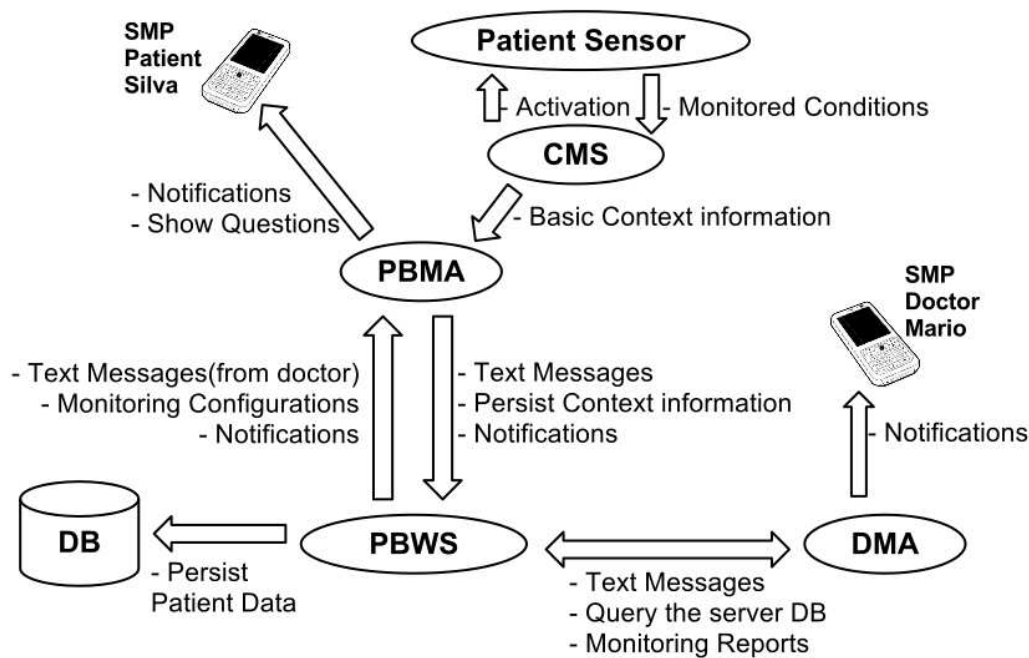 SMP
Patient
Silva
Patient Sensor
- Activation
- Monitored Conditions
CMS
- Notifications
- Show Questions
- Basic Context information
PBMA
SMP
Doctor
Mario
- Text Messages(from doctor)
- Monitoring Configurations
- Notifications
- Text Messages
- Persist Context information
- Notifications
- Notifications
DB
PBWS
DMA
- Persist
Patient Data
- Text Messages
- Query the server DB
- Monitoring Reports